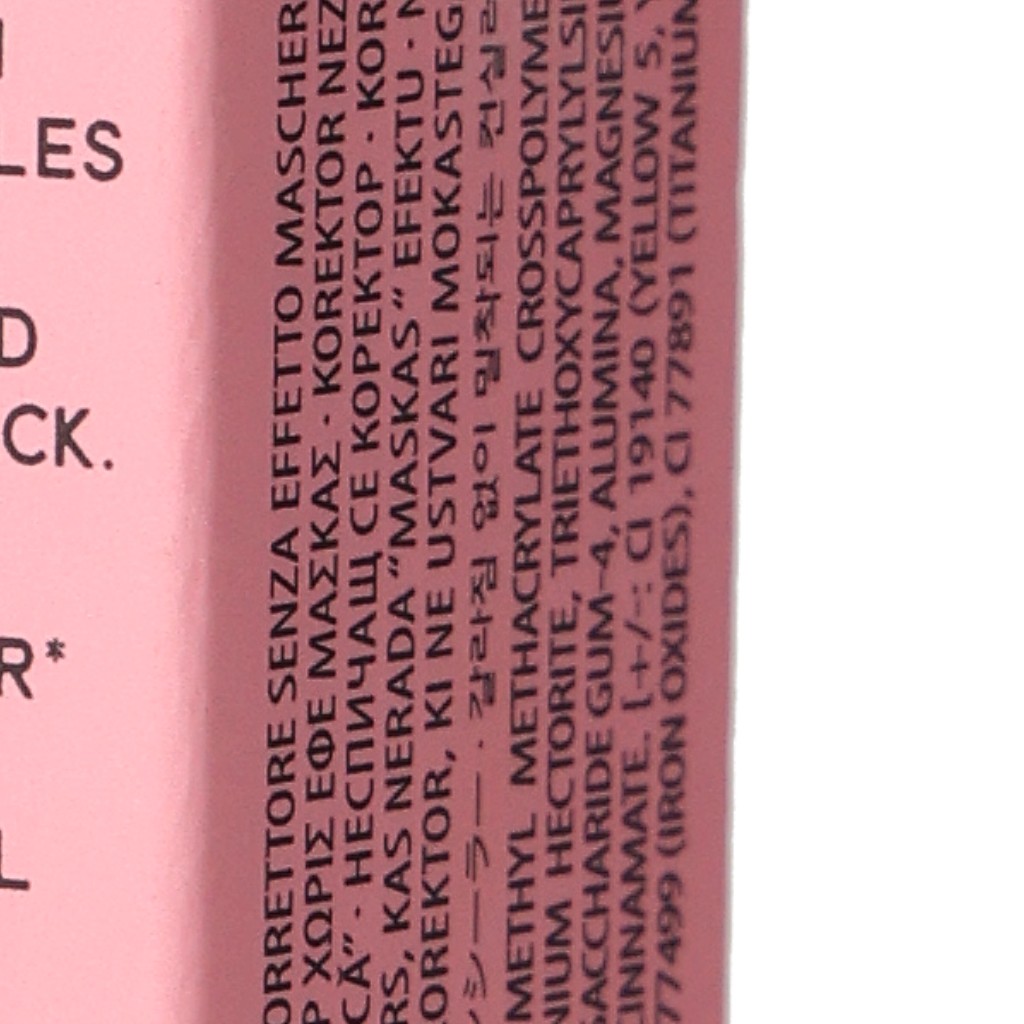 LES
D
CK.
R*
L
ORRETTORE SENZA EFFETTO MASCHER
Ρ ΧΩΡΙΣ ΕΦΕ ΜΑΣΚΑΣ · KOREKTOR NEZ
CĂ” · НЕСПИЧАЩ СЕ КОРЕКТОР · KOR
RS, KAS NERADA “MASKAS” EFEKTU · N
OREKTOR, KI NE USTVARI MOKASTEG
シーラー · 갈라짐 없이 밀착되는 컨실러
METHYL METHACRYLATE CROSSPOLYME
NIUM HECTORITE, TRIETHOXYCAPRYLYLSI
SACCHARIDE GUM-4, ALUMINA, MAGNESIU
CINNAMATE. [+/-: CI 19140 (YELLOW 5, Y
77499 (IRON OXIDES), CI 77891 (TITANIUM